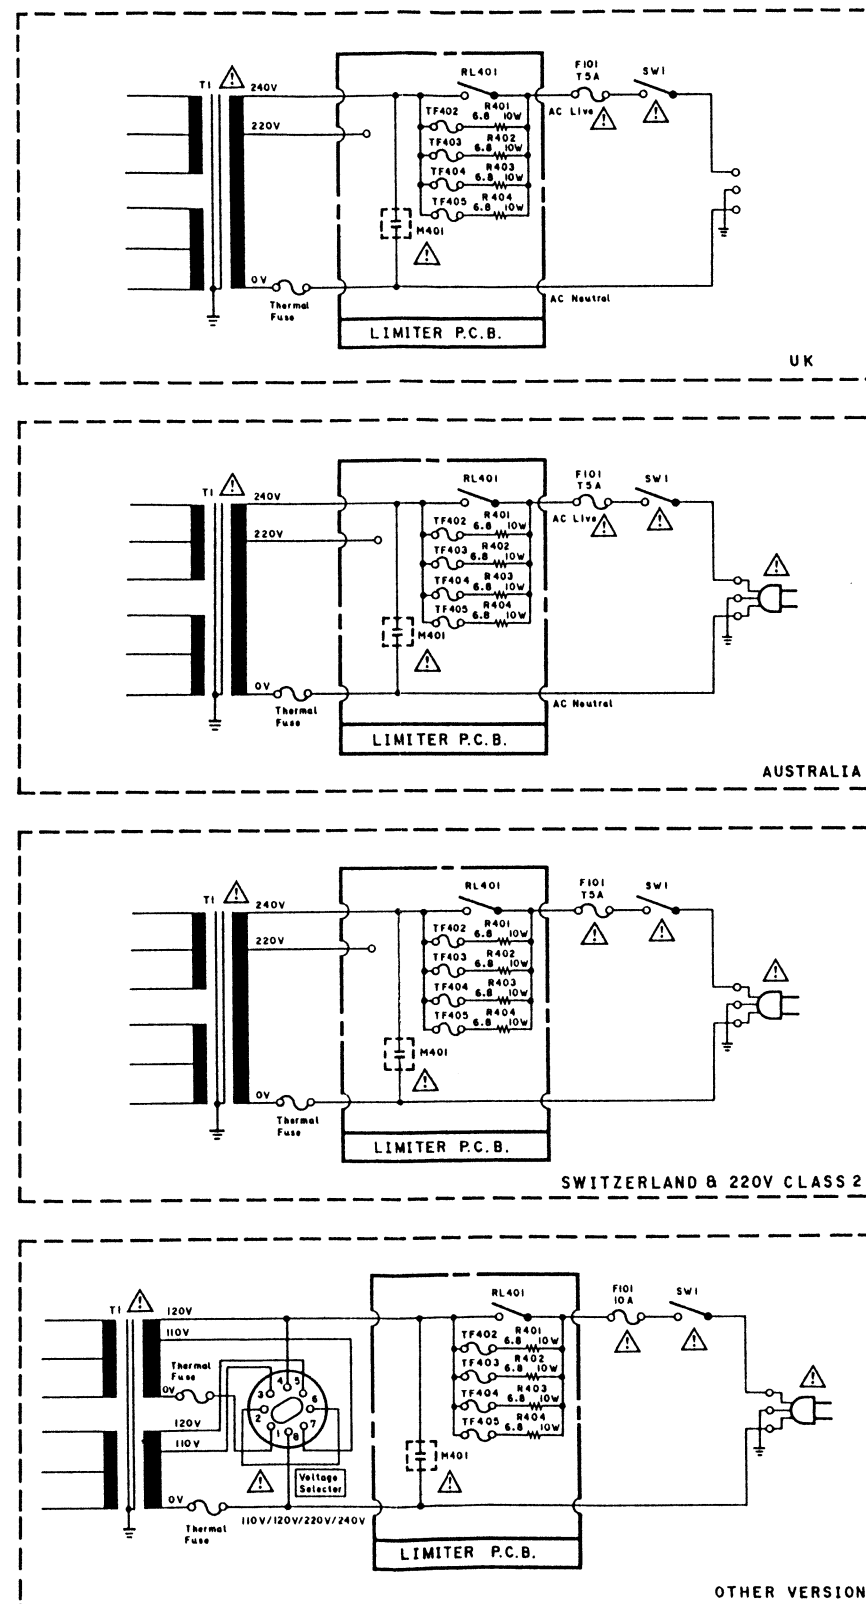 T1
240V
220V
0V
Thermal
Fuse
RL401
TF402
R401
6.8 10W
TF403
R402
6.8 10W
TF404
R403
6.8 10W
TF405
R404
6.8 10W
M401
F101
T5A
SW1
AC Live
AC Neutral
LIMITER P.C.B.
UK
T1
240V
220V
0V
Thermal
Fuse
RL401
TF402
R401
6.8 10W
TF403
R402
6.8 10W
TF404
R403
6.8 10W
TF405
R404
6.8 10W
M401
F101
T5A
SW1
AC Live
AC Neutral
LIMITER P.C.B.
AUSTRALIA
T1
240V
220V
0V
Thermal
Fuse
RL401
TF402
R401
6.8 10W
TF403
R402
6.8 10W
TF404
R403
6.8 10W
TF405
R404
6.8 10W
M401
F101
T5A
SW1
LIMITER P.C.B.
SWITZERLAND & 220V CLASS 2
T1
120V
110V
Thermal
Fuse
0V
120V
110V
0V
Thermal
Fuse
4 5
3 6
2 7
1 8
Voltage
Selector
110V/120V/220V/240V
RL401
TF402
R401
6.8 10W
TF403
R402
6.8 10W
TF404
R403
6.8 10W
TF405
R404
6.8 10W
M401
F101
10A
SW1
LIMITER P.C.B.
OTHER VERSION